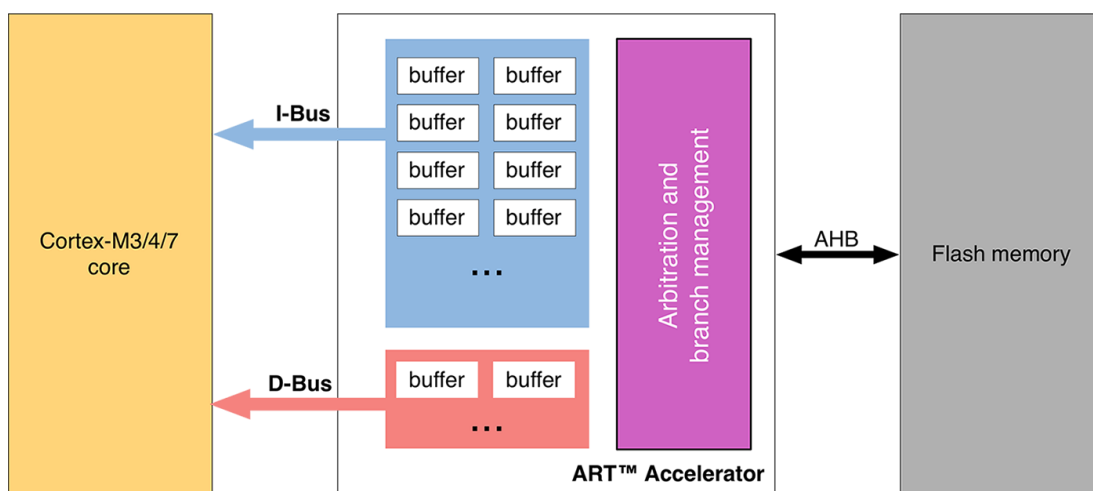 Cortex-M3/4/7
core
I-Bus
D-Bus
buffer buffer
buffer buffer
buffer buffer
buffer buffer
...
buffer buffer
...
Arbitration and
branch management
ART™ Accelerator
AHB
Flash memory